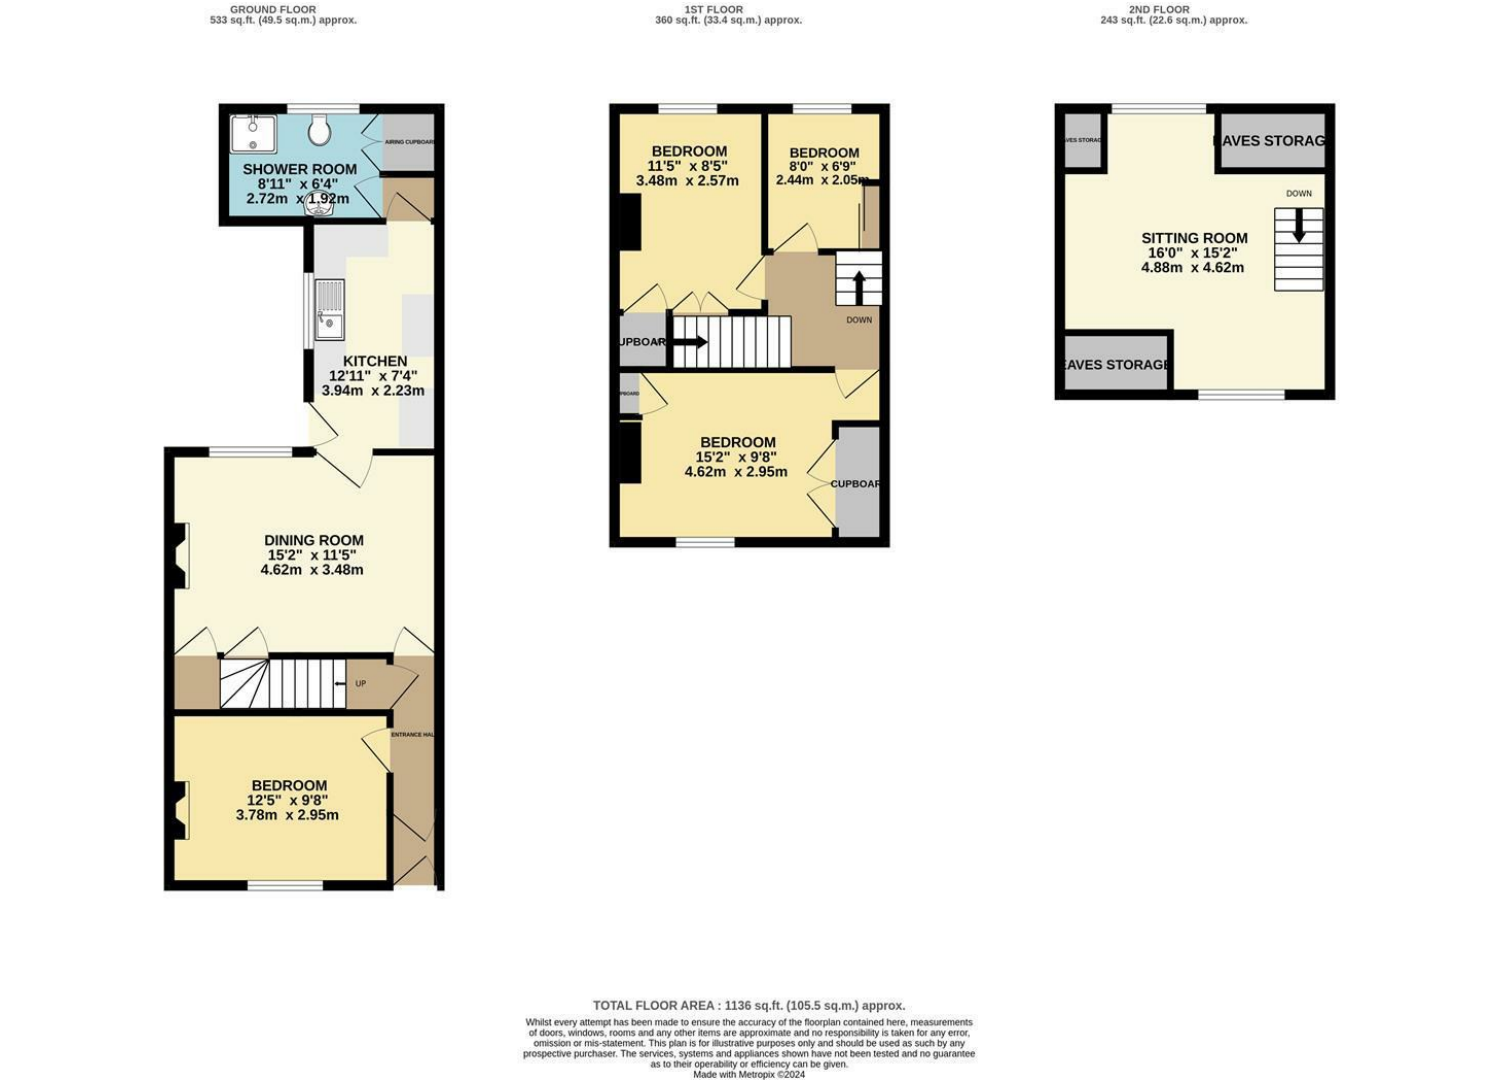 GROUND FLOOR
533 sq.ft. (49.5 sq.m.) approx.
1ST FLOOR
360 sq.ft. (33.4 sq.m.) approx.
2ND FLOOR
243 sq.ft. (22.6 sq.m.) approx.
AIRING CUPBOARD
SHOWER ROOM
8'11" x 6'4"
2.72m x 1.92m
KITCHEN
12'11" x 7'4"
3.94m x 2.23m
DINING ROOM
15'2" x 11'5"
4.62m x 3.48m
UP
ENTRANCE HAL
BEDROOM
12'5" x 9'8"
3.78m x 2.95m
BEDROOM
11'5" x 8'5"
3.48m x 2.57m
BEDROOM
8'0" x 6'9"
2.44m x 2.05m
DOWN
UPBOAR
PBOARD
BEDROOM
15'2" x 9'8"
4.62m x 2.95m
CUPBOAR
AVES STORAG
AVES STORAG
DOWN
SITTING ROOM
16'0" x 15'2"
4.88m x 4.62m
EAVES STORAGE
TOTAL FLOOR AREA : 1136 sq.ft. (105.5 sq.m.) approx.
Whilst every attempt has been made to ensure the accuracy of the floorplan contained here, measurements
of doors, windows, rooms and any other items are approximate and no responsibility is taken for any error,
omission or mis-statement. This plan is for illustrative purposes only and should be used as such by any
prospective purchaser. The services, systems and appliances shown have not been tested and no guarantee
as to their operability or efficiency can be given.
Made with Metropix ©2024